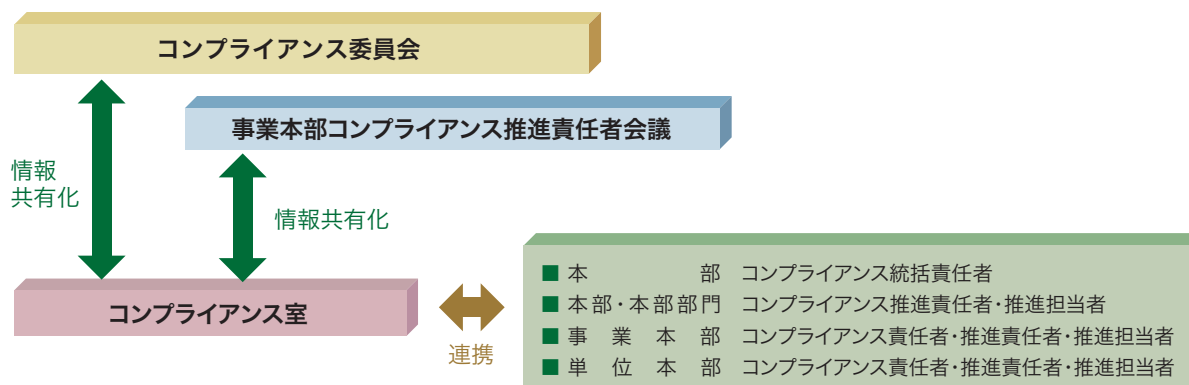 コンプライアンス委員会
事業本部コンプライアンス推進責任者会議
情報
共有化
情報共有化
コンプライアンス室
連携
■本部 コンプライアンス統括責任者
■本部・本部部門 コンプライアンス推進責任者・推進担当者
■事業本部 コンプライアンス責任者・推進責任者・推進担当者
■単位本部 コンプライアンス責任者・推進責任者・推進担当者